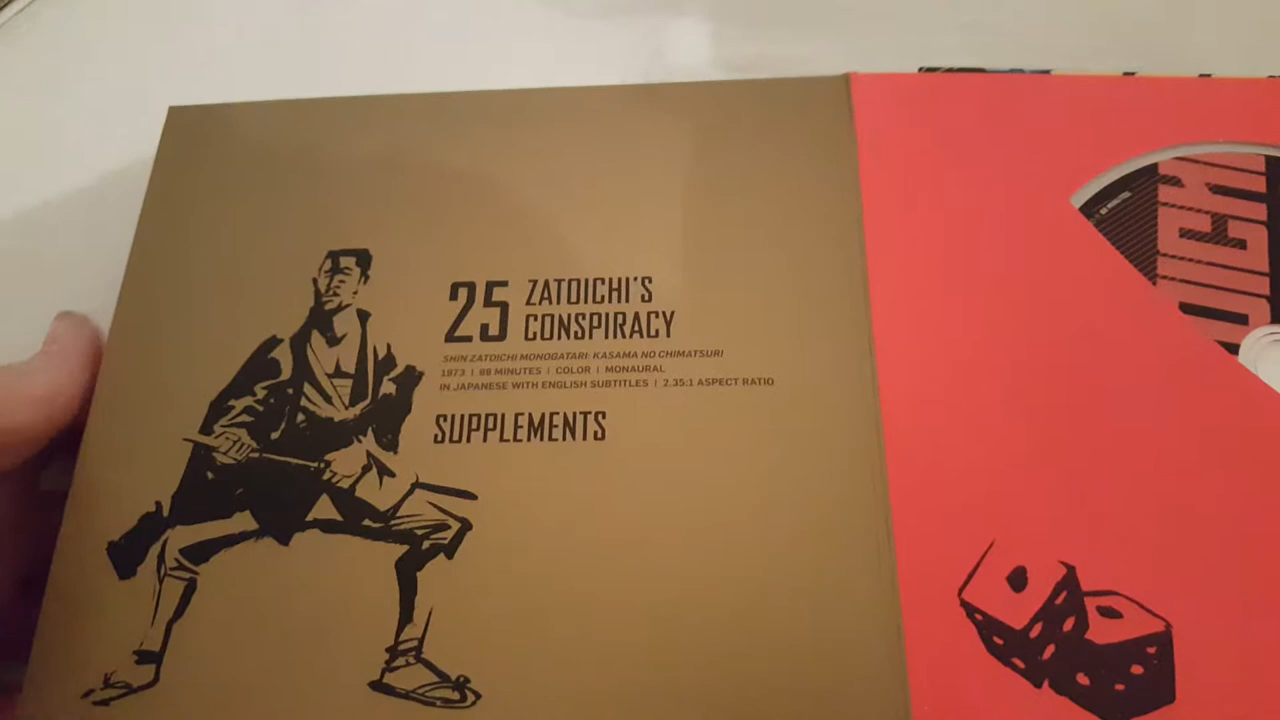 25 ZATOICHI'S
CONSPIRACY
SHIN ZATOICHI MONOGATARI: KASAMA NO CHIMATSURI
1973 | 88 MINUTES | COLOR | MONAURAL
IN JAPANESE WITH ENGLISH SUBTITLES | 2.35:1 ASPECT RATIO
SUPPLEMENTS
OICHI